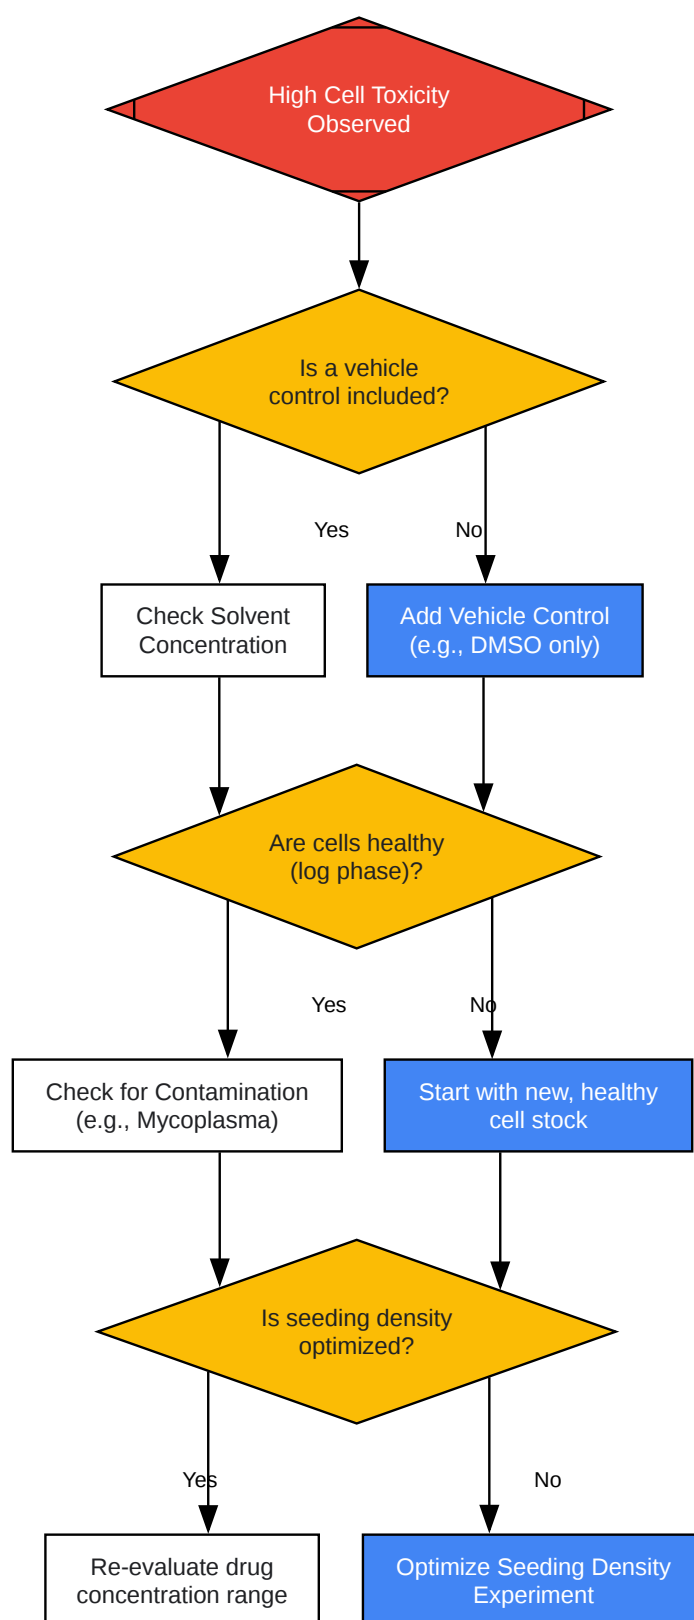 High Cell Toxicity
Observed
Is a vehicle
control included?
Yes
No
Check Solvent
Concentration
Add Vehicle Control
(e.g., DMSO only)
Are cells healthy
(log phase)?
Yes
No
Check for Contamination
(e.g., Mycoplasma)
Start with new, healthy
cell stock
Is seeding density
optimized?
Yes
No
Re-evaluate drug
concentration range
Optimize Seeding Density
Experiment